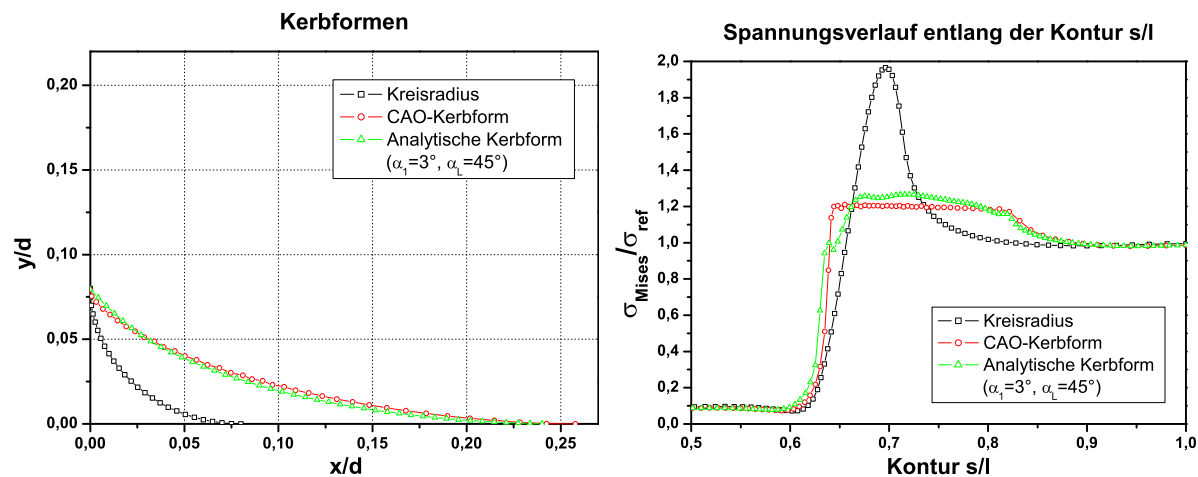 Kerbformen
0,20
0,15
0,10
0,05
0,00
y/d
Kreisradius
CAO-Kerbform
Analytische Kerbform
(α₁=3°, α_L=45°)
0,00 0,05 0,10 0,15 0,20 0,25
x/d
Spannungsverlauf entlang der Kontur s/l
2,0
1,8
1,6
1,4
1,2
1,0
0,8
0,6
0,4
0,2
0,0
σ_Mises/σ_ref
Kreisradius
CAO-Kerbform
Analytische Kerbform
(α₁=3°, α_L=45°)
0,5 0,6 0,7 0,8 0,9 1,0
Kontur s/l